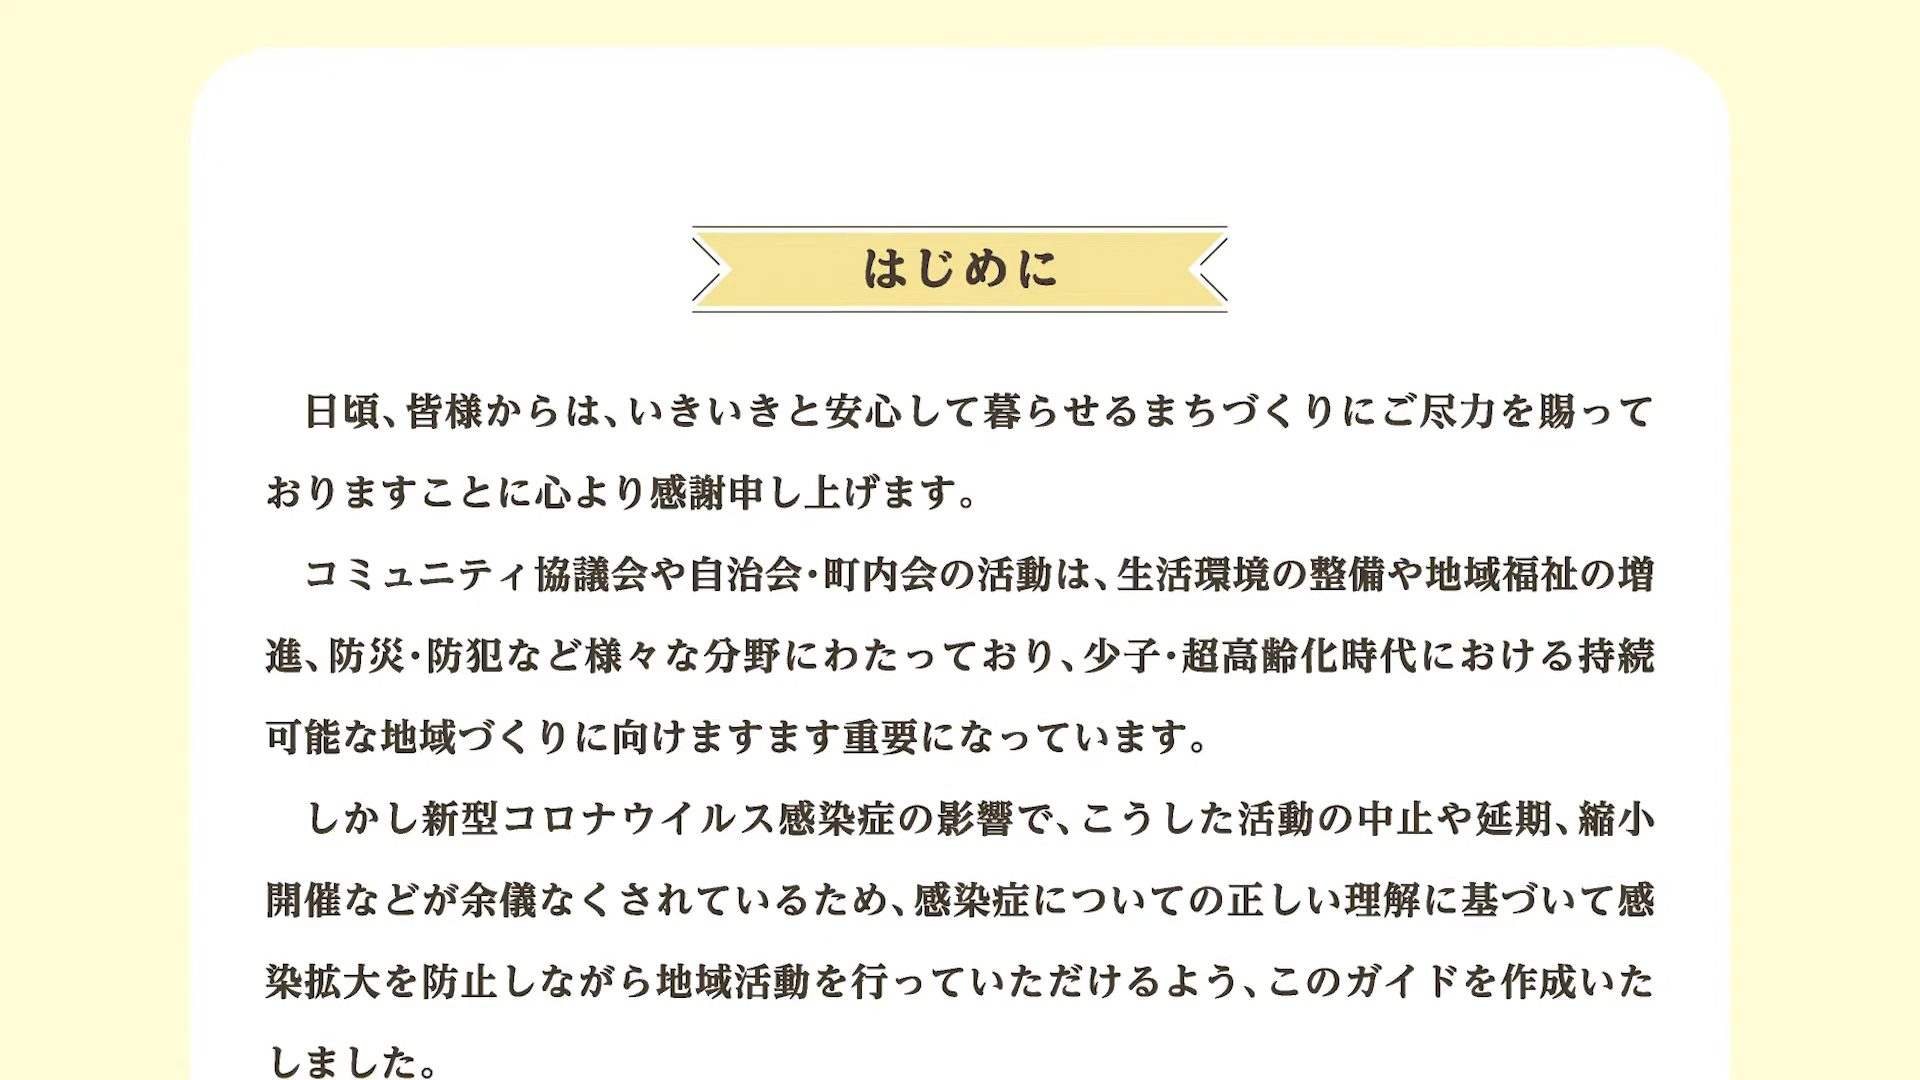 はじめに
日頃、皆様からは、いきいきと安心して暮らせるまちづくりにご尽力を賜って
おりますことに心より感謝申し上げます。
コミュニティ協議会や自治会・町内会の活動は、生活環境の整備や地域福祉の増
進、防災・防犯など様々な分野にわたっており、少子・超高齢化時代における持続
可能な地域づくりに向けますます重要になっています。
しかし新型コロナウイルス感染症の影響で、こうした活動の中止や延期、縮小
開催などが余儀なくされているため、感染症についての正しい理解に基づいて感
染拡大を防止しながら地域活動を行っていただけるよう、このガイドを作成いた
しました。